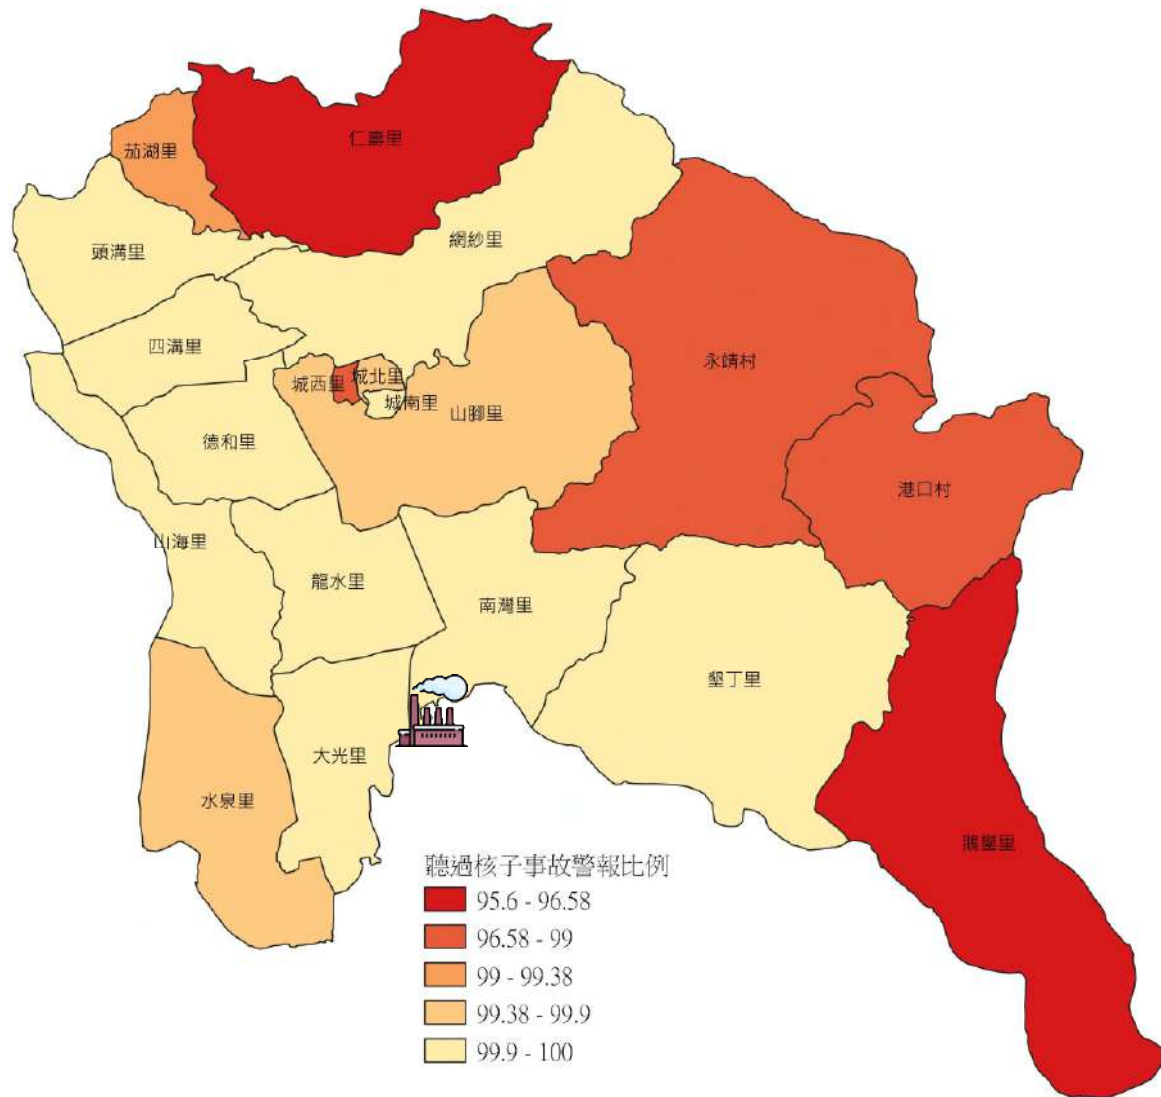 仁壽里
茄湖里
網紗里
頭溝里
四溝里
永靖村
城西里
城北里
城南里
山腳里
德和里
港口村
山海里
龍水里
南灣里
墾丁里
大光里
水泉里
鵝鑾里
聽過核子事故警報比例
95.6 - 96.58
96.58 - 99
99 - 99.38
99.38 - 99.9
99.9 - 100